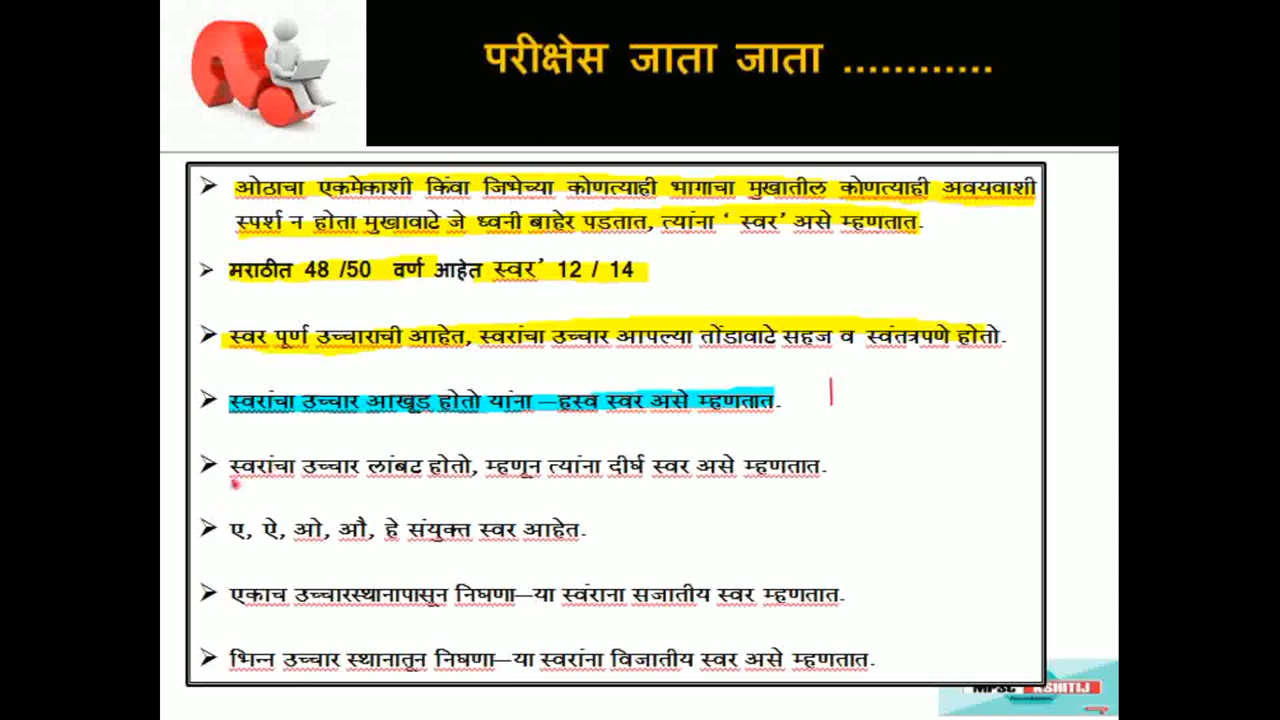 परीक्षेस जाता जाता ............
ओठाचा एकमेकाशी किंवा जिभेच्या कोणत्याही भागाचा मुखातील कोणत्याही अवयवाशी
स्पर्श न होता मुखावाटे जे ध्वनी बाहेर पडतात, त्यांना ‘ स्वर’ असे म्हणतात.
मराठीत 48 /50 वर्ण आहेत स्वर’ 12 / 14
स्वर पूर्ण उच्चाराची आहेत, स्वरांचा उच्चार आपल्या तोंडावाटे सहज व स्वंतत्रपणे होतो.
स्वरांचा उच्चार आखूड होतो यांना –हस्व स्वर असे म्हणतात.
स्वरांचा उच्चार लांबट होतो, म्हणून त्यांना दीर्घ स्वर असे म्हणतात.
ए, ऐ, ओ, औ, हे संयुक्त स्वर आहेत.
एकाच उच्चारस्थानापासून निघणा–या स्वंराना सजातीय स्वर म्हणतात.
भिन्न उच्चार स्थानातून निघणा–या स्वरांना विजातीय स्वर असे म्हणतात.
MPSC KSHITIJ